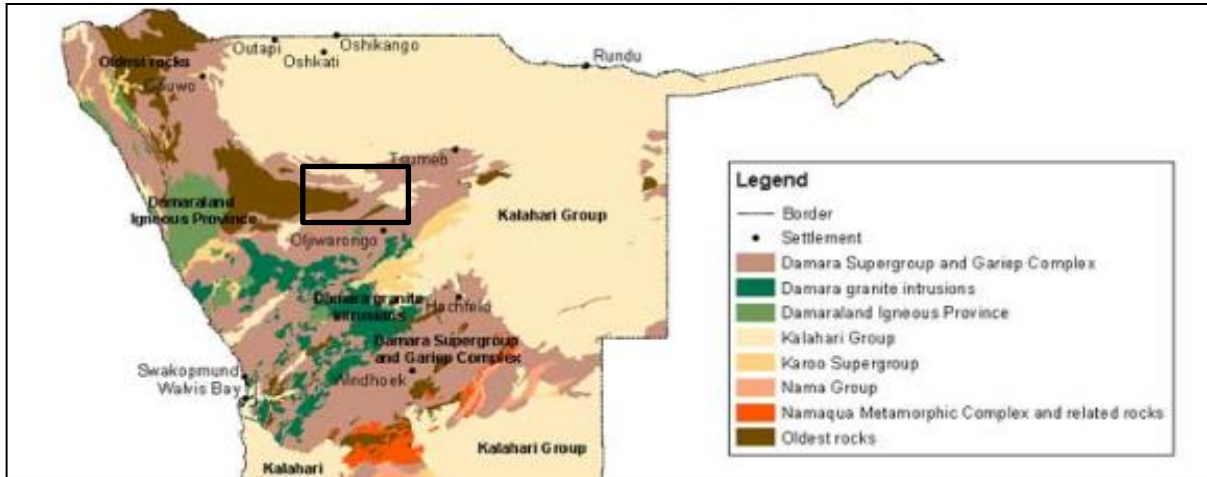 Outapi
Oshikango
Oshkati
Rundu
Oldest rocks
Tsumeb
Damaraland
Igneous Province
Kalahari Group
Otjiwarongo
Damara granite
intrusions
Hachfeld
Damara Supergroup
and Gariep Complex
Swakopmund
Walvis Bay
Windhoek
Kalahari Group
Kalahari
Legend
Border
Settlement
Damara Supergroup and Gariep Complex
Damara granite intrusions
Damaraland Igneous Province
Kalahari Group
Karoo Supergroup
Nama Group
Namaqua Metamorphic Complex and related rocks
Oldest rocks